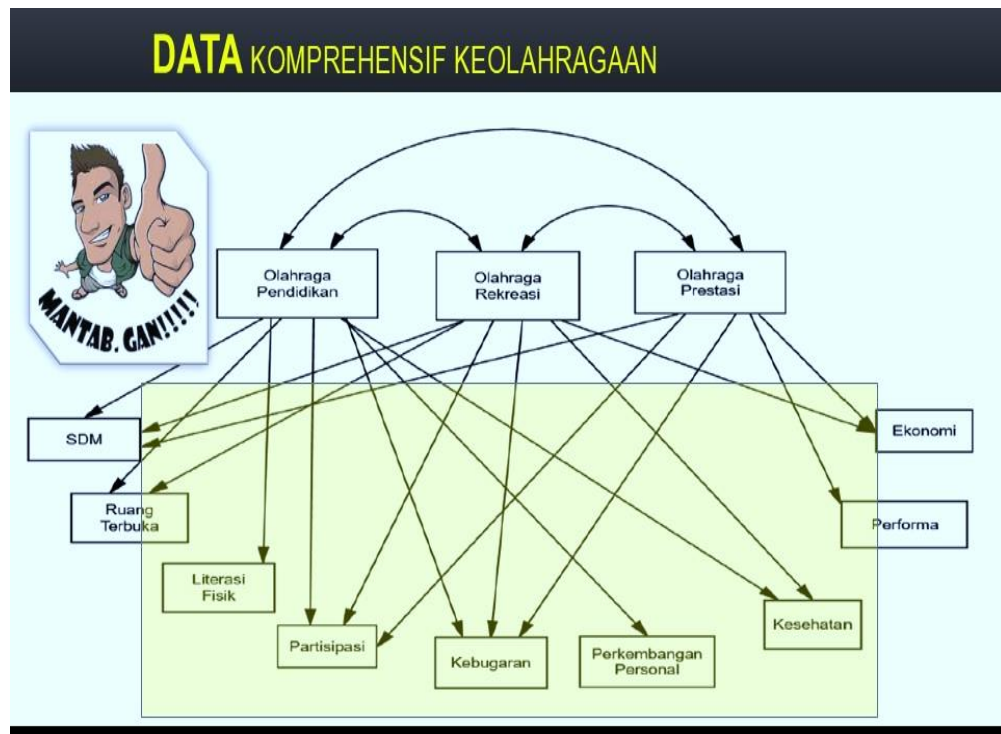 DATA KOMPREHENSIF KEOLAHRAGAAN
MANTAB. GAN!!!!!
Olahraga
Pendidikan
Olahraga
Rekreasi
Olahraga
Prestasi
SDM
Ekonomi
Ruang
Terbuka
Performa
Literasi
Fisik
Partisipasi
Kebugaran
Perkembangan
Personal
Kesehatan